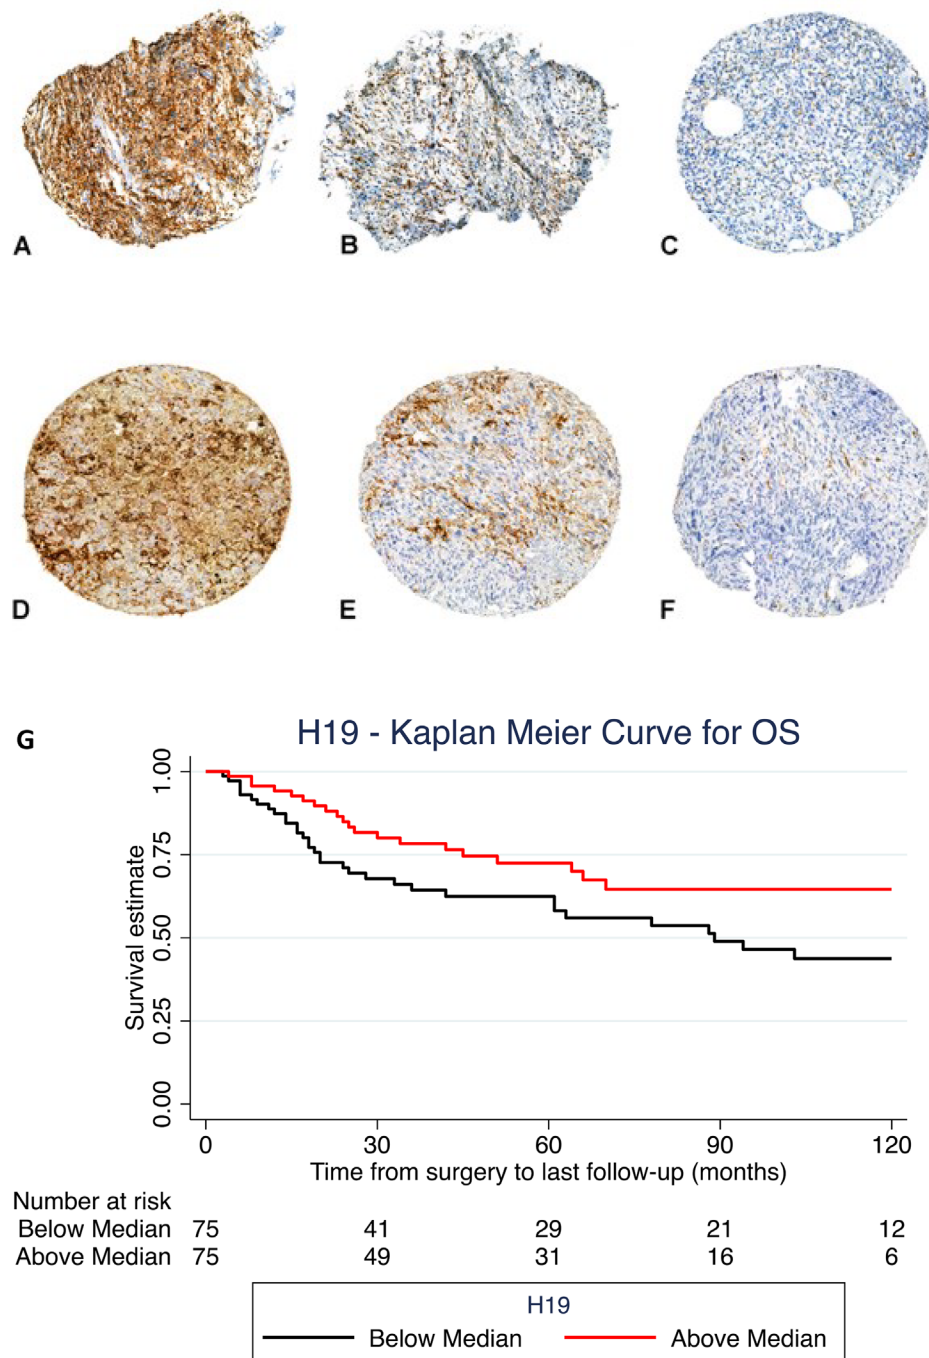 A
B
C
D
E
F
G
H19 - Kaplan Meier Curve for OS
Survival estimate
1.00
0.75
0.50
0.25
0.00
0 30 60 90 120
Time from surgery to last follow-up (months)
Number at risk
Below Median 75 41 29 21 12
Above Median 75 49 31 16 6
H19
Below Median Above Median